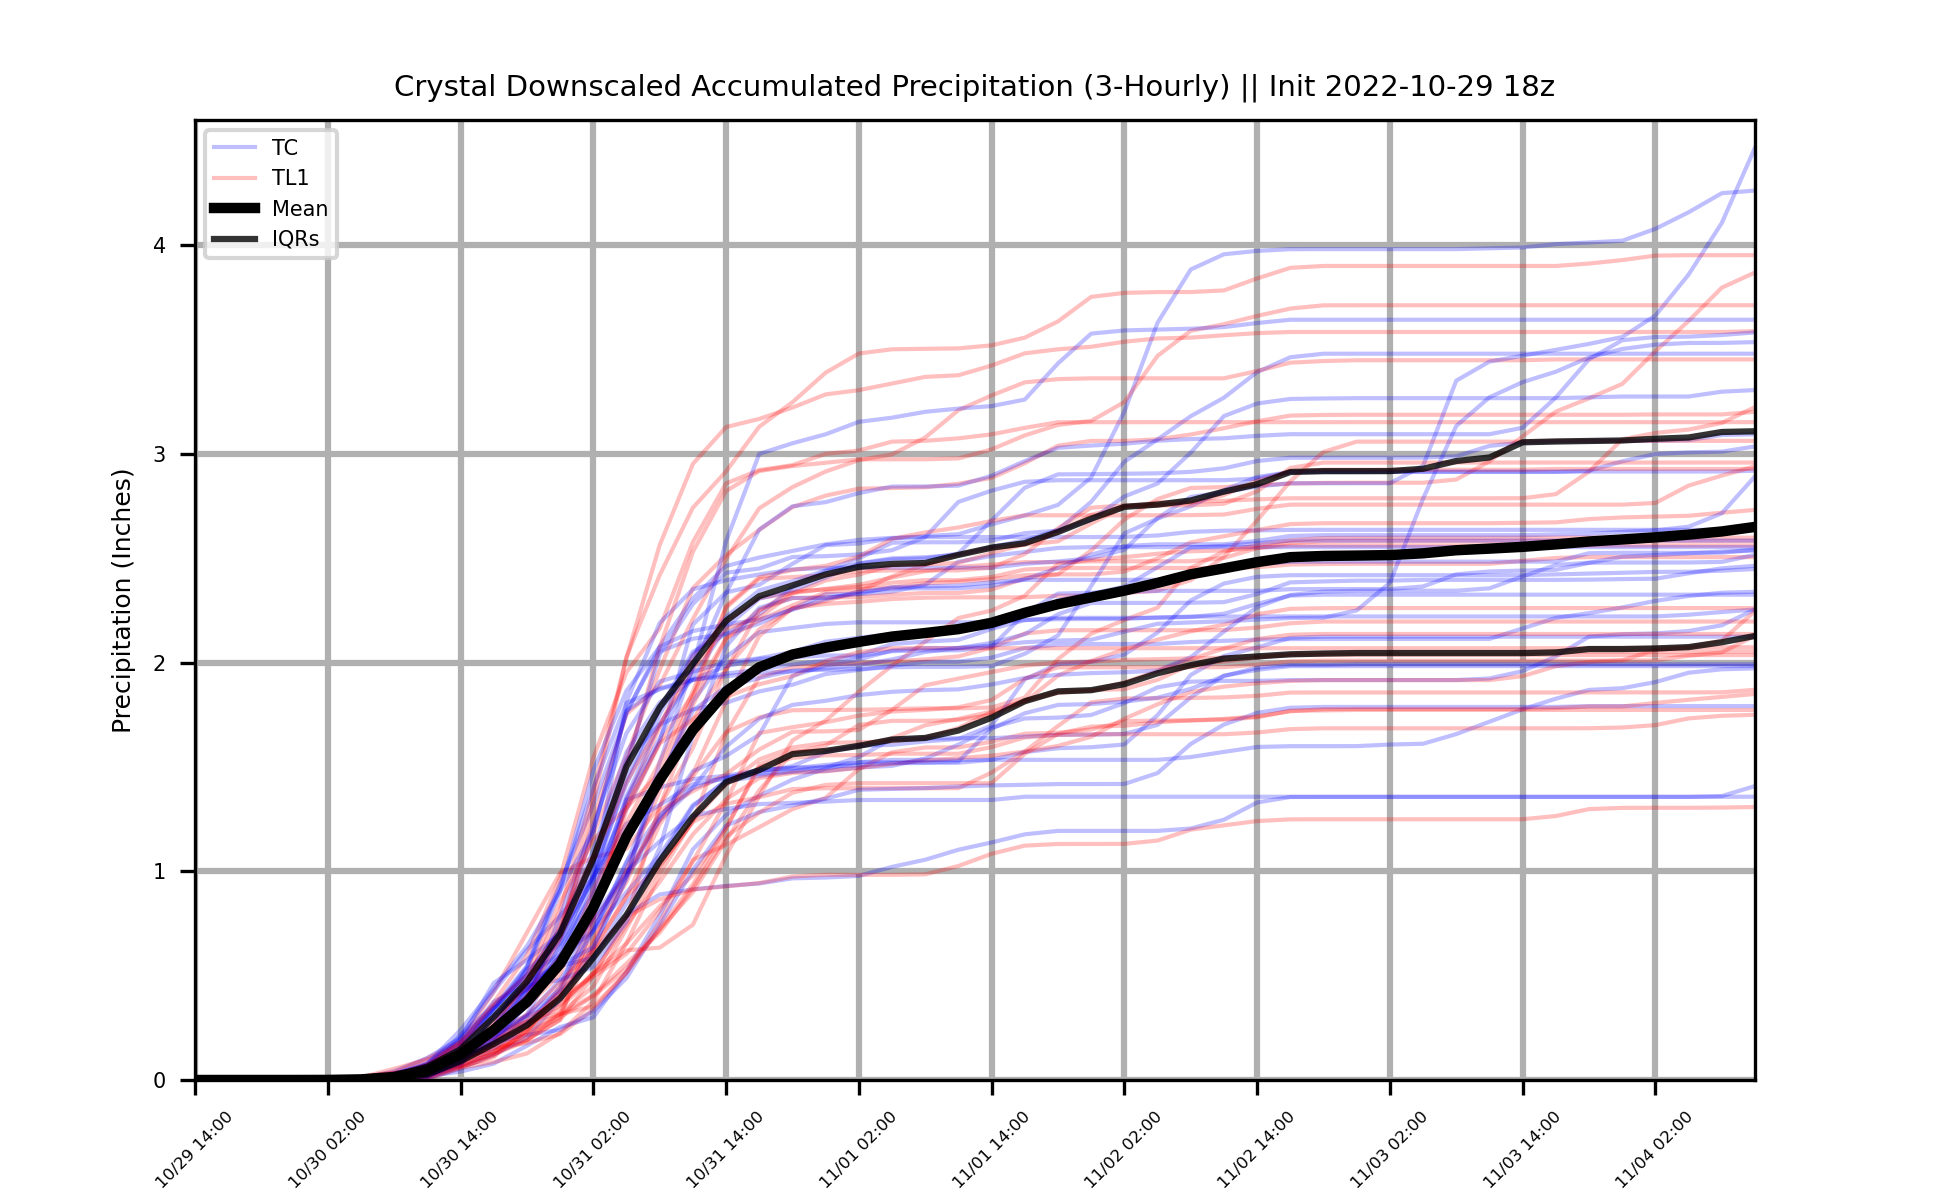 Crystal Downscaled Accumulated Precipitation (3-Hourly) || Init 2022-10-29 18z
TC
TL1
Mean
IQRs
Precipitation (Inches)
4
3
2
1
0
10/29 14:00
10/30 02:00
10/30 14:00
10/31 02:00
10/31 14:00
11/01 02:00
11/01 14:00
11/02 02:00
11/02 14:00
11/03 02:00
11/03 14:00
11/04 02:00